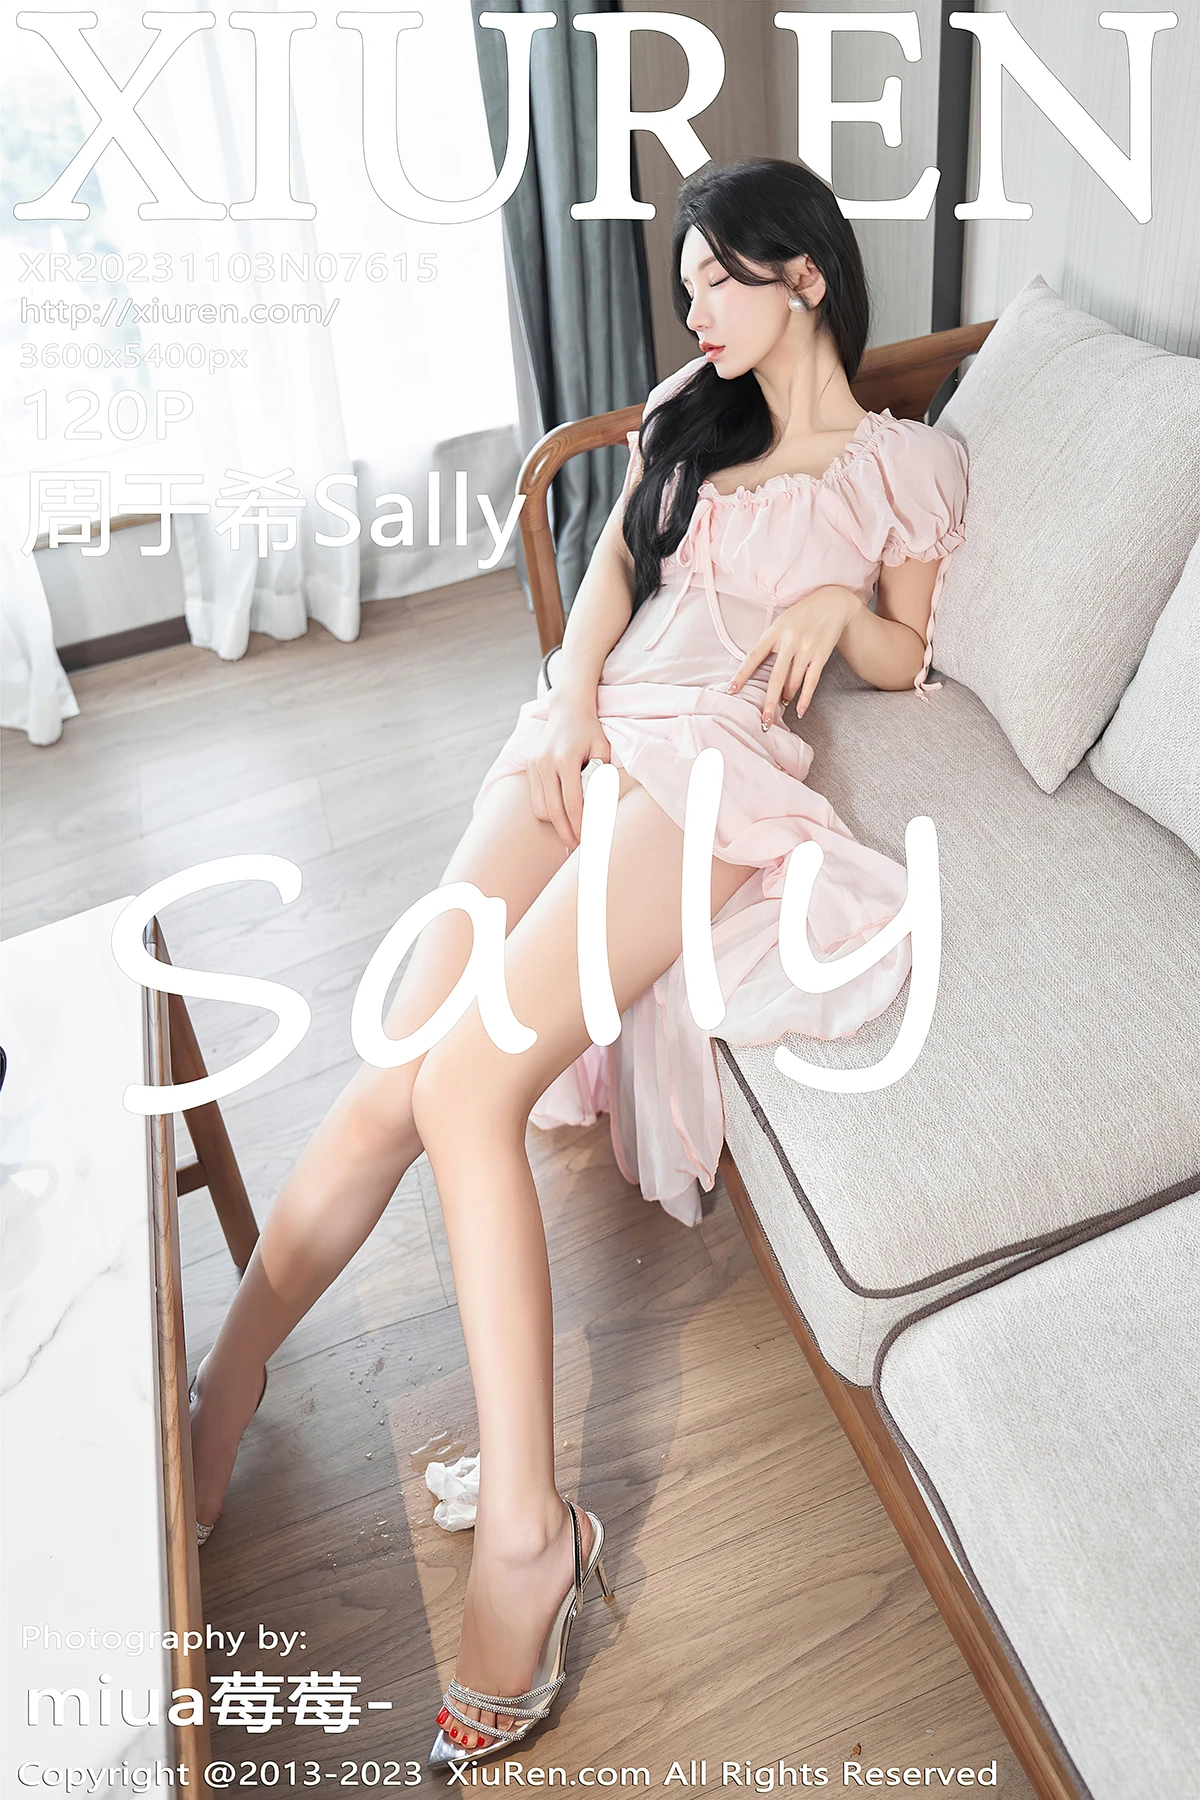 XIUREN
XR20231103N07615
http://xiuren.com/
3600x5400px
120P
周于希Sally
Sally
Photography by:
miua莓莓-
Copyright @2013-2023 XiuRen.com All Rights Reserved